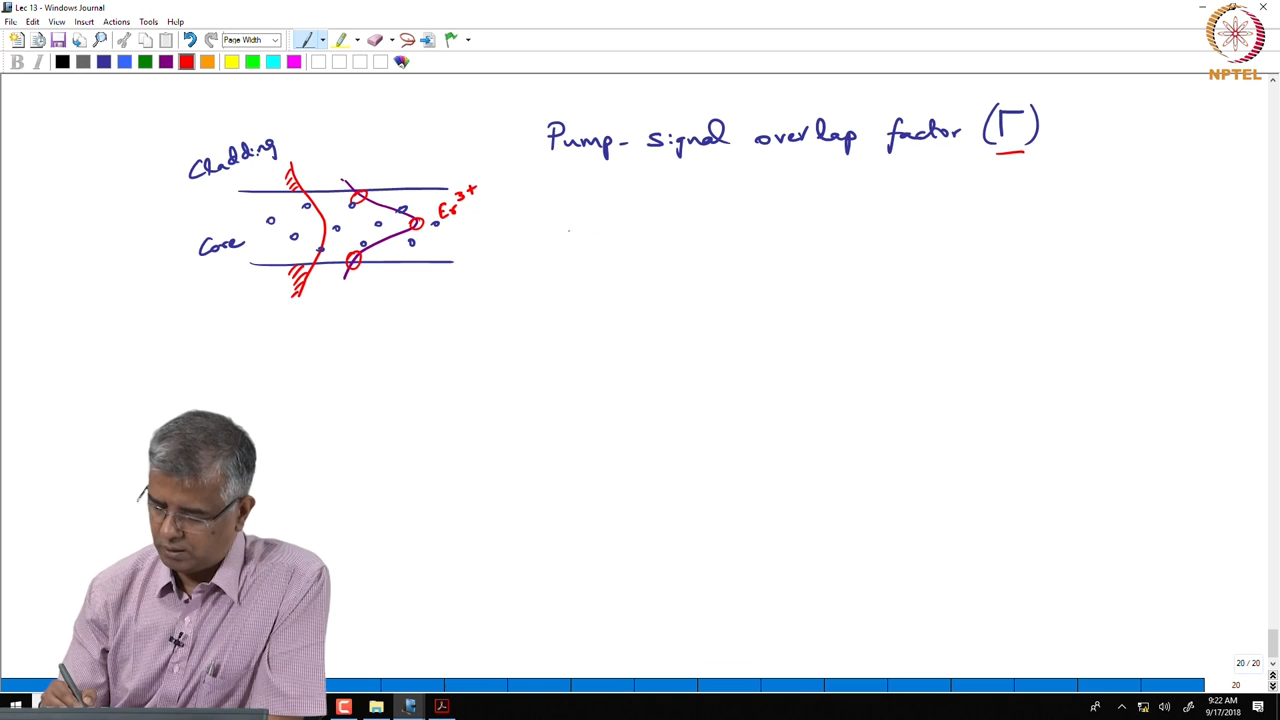 Lec 13 - Windows Journal
File Edit View Insert Actions Tools Help
Page Width
B I
NPTEL
Pump- signal overlap factor (Γ)
Cladding
Er3+
Core
20 / 20
20
9:22 AM
9/17/2018